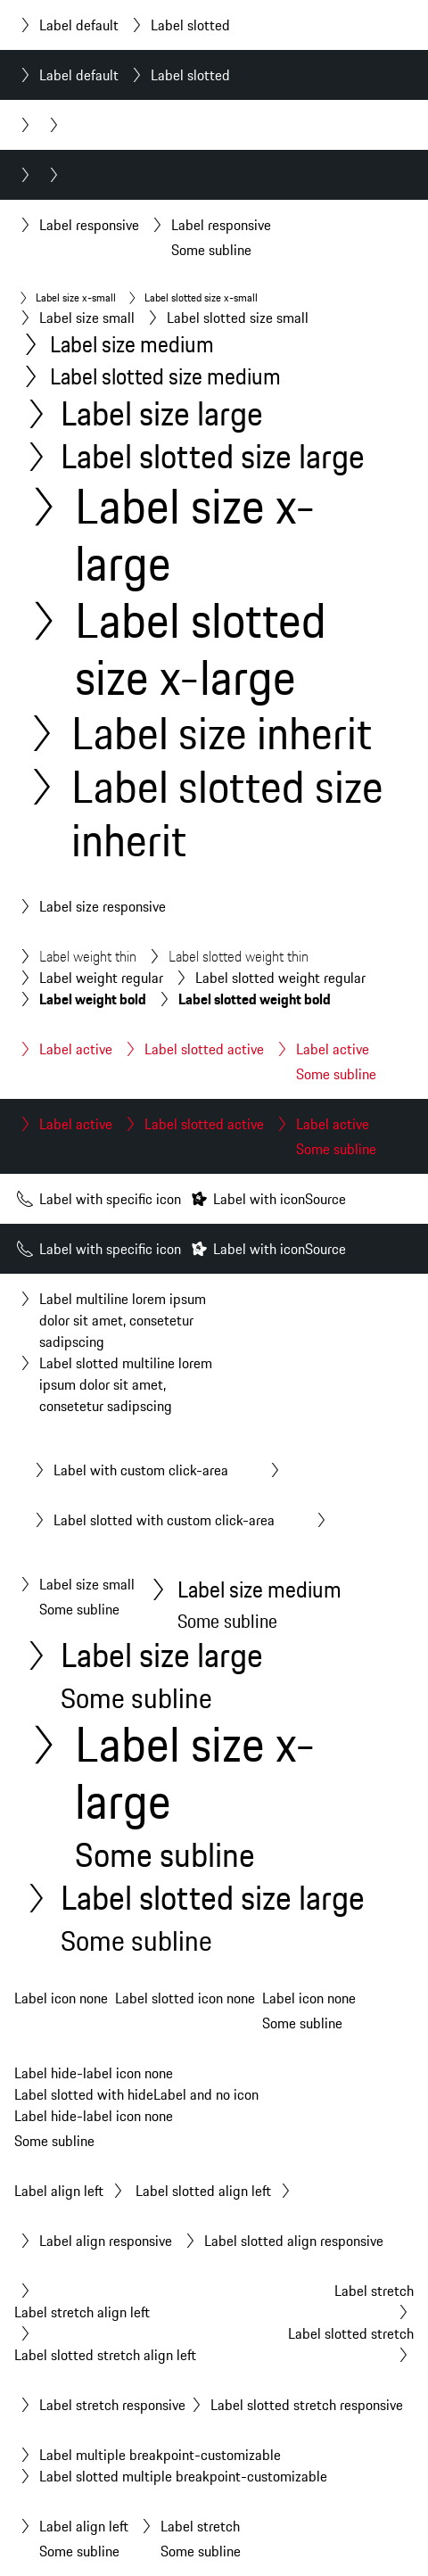 Label default Label slotted
Label default Label slotted
Label responsive Label responsive
Some subline
Label size x-small Label slotted size x-small
Label size small Label slotted size small
Label size medium
Label slotted size medium
Label size large
Label slotted size large
Label size x-
large
Label slotted
size x-large
Label size inherit
Label slotted size
inherit
Label size responsive
Label weight thin Label slotted weight thin
Label weight regular Label slotted weight regular
Label weight bold Label slotted weight bold
Label active Label slotted active Label active
Some subline
Label active Label slotted active Label active
Some subline
Label with specific icon Label with iconSource
Label with specific icon Label with iconSource
Label multiline lorem ipsum
dolor sit amet, consetetur
sadipscing
Label slotted multiline lorem
ipsum dolor sit amet,
consetetur sadipscing
Label with custom click-area
Label slotted with custom click-area
Label size small Label size medium
Some subline Some subline
Label size large
Some subline
Label size x-
large
Some subline
Label slotted size large
Some subline
Label icon none Label slotted icon none Label icon none
Some subline
Label hide-label icon none
Label slotted with hideLabel and no icon
Label hide-label icon none
Some subline
Label align left Label slotted align left
Label align responsive Label slotted align responsive
Label stretch
Label stretch align left
Label slotted stretch
Label slotted stretch align left
Label stretch responsive Label slotted stretch responsive
Label multiple breakpoint-customizable
Label slotted multiple breakpoint-customizable
Label align left Label stretch
Some subline Some subline